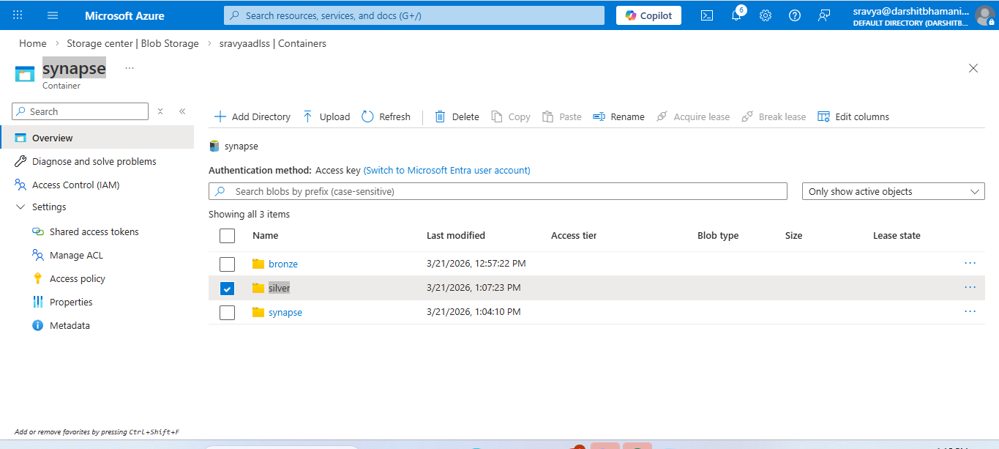 Microsoft Azure
Search resources, services, and docs (G+/)
Copilot
6
sravya@darshitbhamani...
DEFAULT DIRECTORY (DARSHITB...
Home > Storage center | Blob Storage > sravyaadlss | Containers
synapse ...
Container
Search
Add Directory Upload Refresh Delete Copy Paste Rename Acquire lease Break lease Edit columns
Overview
Diagnose and solve problems
Access Control (IAM)
Settings
Shared access tokens
Manage ACL
Access policy
Properties
Metadata
synapse
Authentication method: Access key (Switch to Microsoft Entra user account)
Search blobs by prefix (case-sensitive)
Only show active objects
Showing all 3 items
Name Last modified Access tier Blob type Size Lease state
bronze 3/21/2026, 12:57:22 PM ...
silver 3/21/2026, 1:07:23 PM ...
synapse 3/21/2026, 1:04:10 PM ...
Add or remove favorites by pressing Ctrl+Shift+F